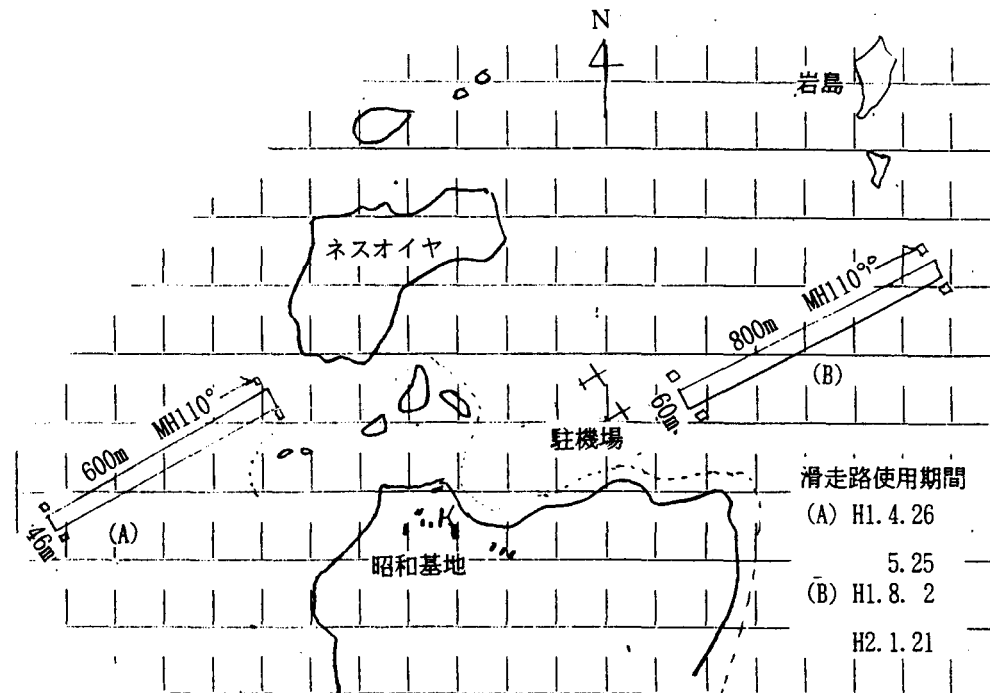 N
岩島
ネスオイヤ
MH110°
800m
(B)
60m
MH110°
600m
46m
(A)
駐機場
昭和基地
滑走路使用期間
(A) H1.4.26
5.25
(B) H1.8. 2
H2.1.21